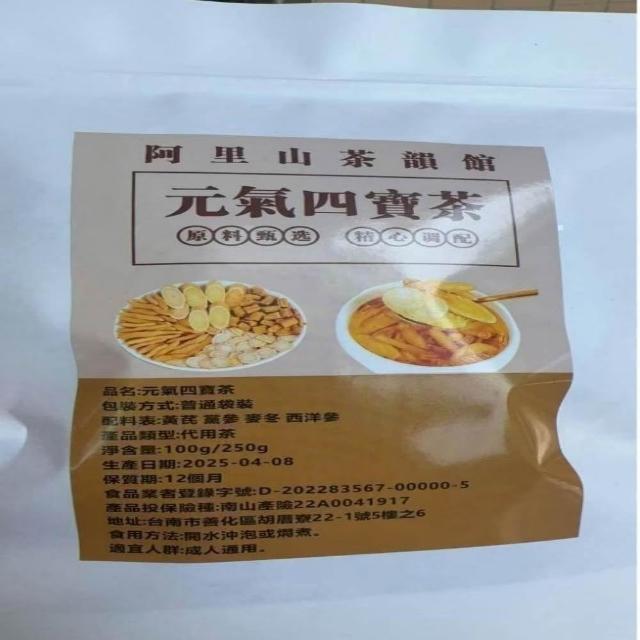 阿里山茶韻館
元氣四寶茶
原料甄选 精心调配
品名:元氣四寶茶
包裝方式:普通袋裝
配料表:黃芪 黨參 麥冬 西洋參
產品類型:代用茶
淨含量:100g/250g
生產日期:2025-04-08
保質期:12個月
食品業者登錄字號:D-202283567-00000-5
產品投保險種:南山產險22A0041917
地址:台南市善化區胡厝寮22-1號5樓之6
食用方法:開水沖泡或燜煮。
適宜人群:成人通用。